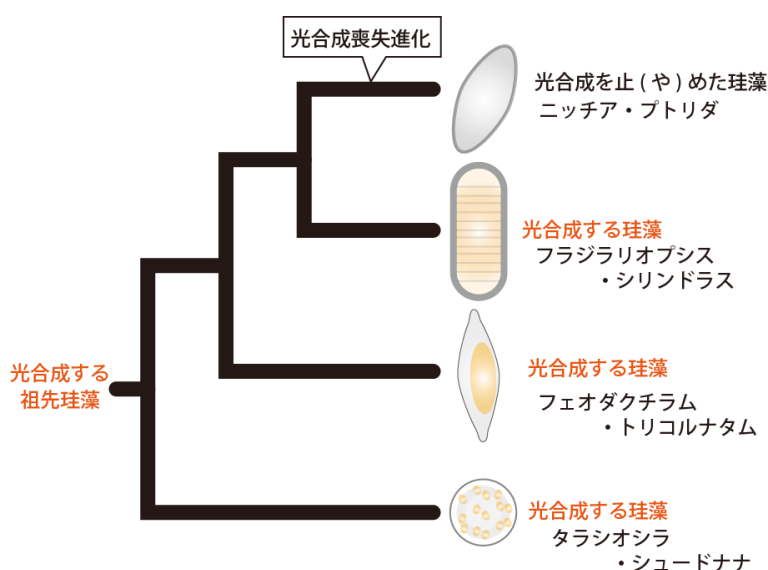 光合成喪失進化
光合成を止(や)めた珪藻
ニッチア・プトリダ
光合成する珪藻
フラジラリオプシス
・シリンドラス
光合成する
祖先珪藻
光合成する珪藻
フェオダクチラム
・トリコルナタム
光合成する珪藻
タラシオシラ
・シュードナナ